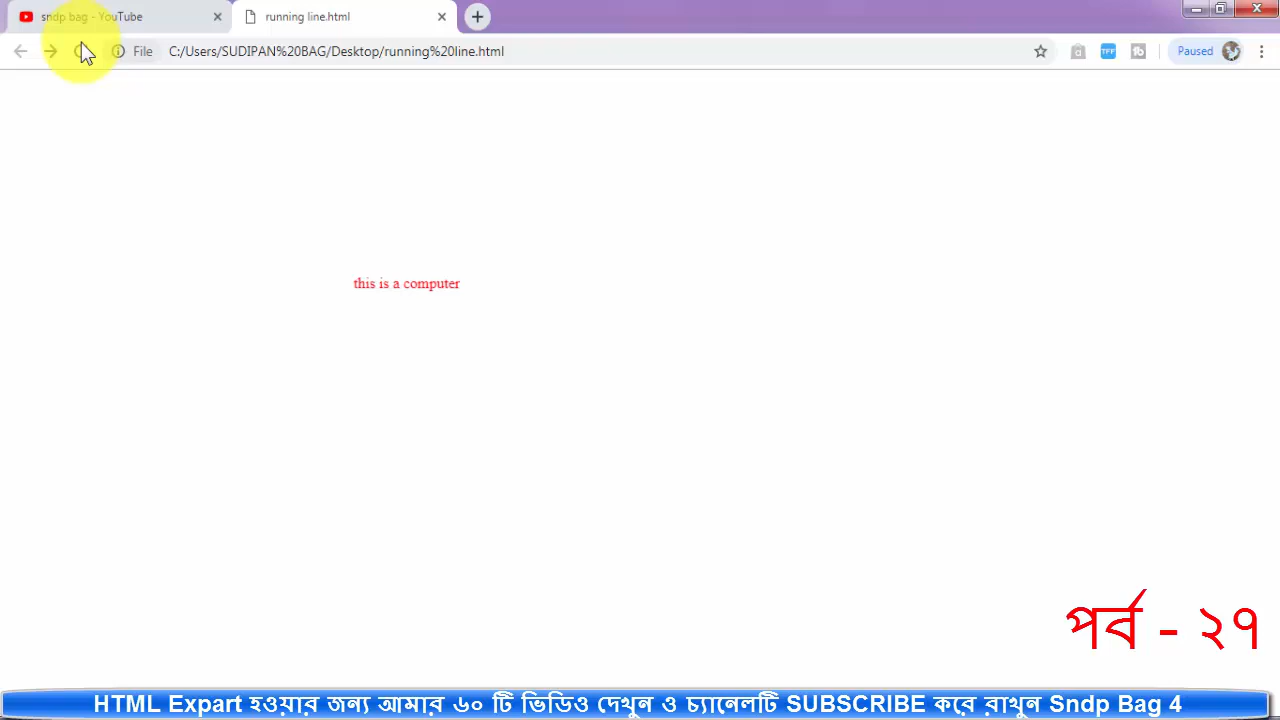 sndp bag - YouTube
running line.html
File C:/Users/SUDIPAN%20BAG/Desktop/running%20line.html
Paused
this is a computer
পর্ব - ২৭
HTML Expart হওয়ার জন্য আমার ৬০ টি ভিডিও দেখুন ও চ্যানেলটি SUBSCRIBE করে রাখুন Sndp Bag 4